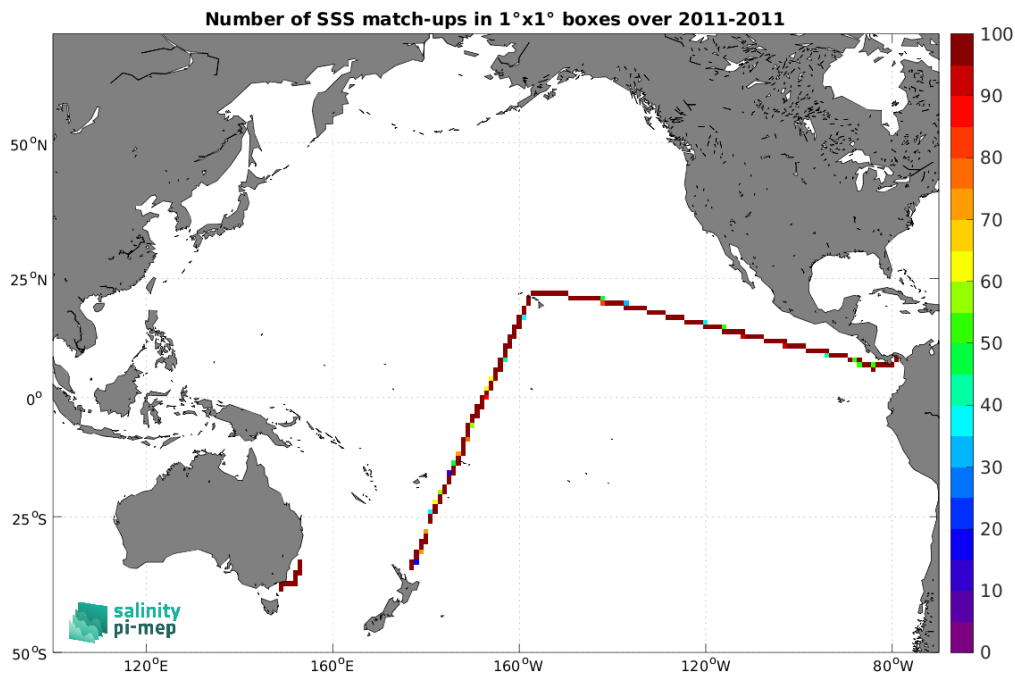 Number of SSS match-ups in 1°x1° boxes over 2011-2011
100
90
80
70
60
50
40
30
20
10
0
50°N
25°N
0°
25°S
50°S
120°E
160°E
160°W
120°W
80°W
salinity
pi-mep